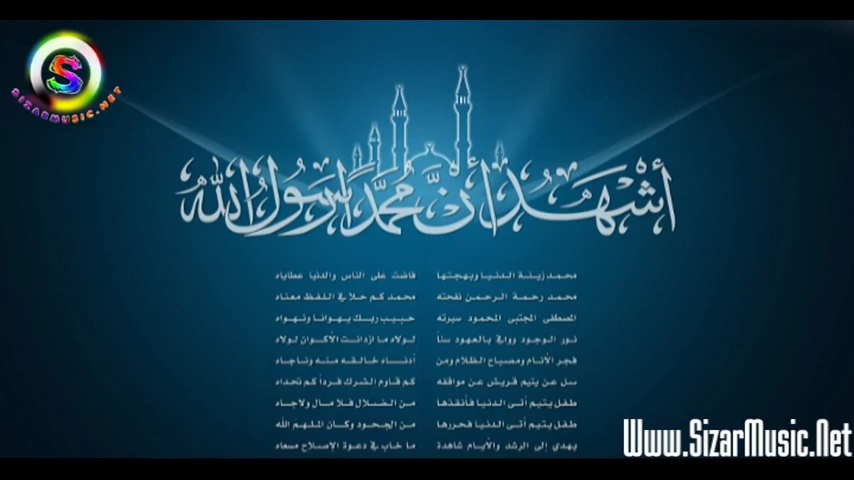 S
SIZARMUSIC.NET
أشهد أن محمداً رسول الله
محمد زينة الدنيا وبهجتها فاضت على الناس والدنيا عطاياه
محمد رحمة الرحمن نفحته محمد كم حلا في اللفظ معناه
المصطفى المجتبى المحمود سيرته حبيب ربك يهوانا ونهواه
نور الوجود ووافي بالعهود سناً لولاه ما ازدانت الأكوان لولاه
فجر الأنام ومصباح الظلام ومن أدناه خالقه منه وناجاه
سل عن يتيم قريش عن مواقفه كم قاوم الشرك فرداً كم تحداه
طفل يتيم أتى الدنيا فأنقذها من الضلال فلا مال ولا جاه
طفل يتيم أتى الدنيا فحررها من الجحود وكان الملهم الله
يهدي إلى الرشد والأيام شاهدة ما خاب في دعوة الإصلاح مسعاه
Www.SizarMusic.Net